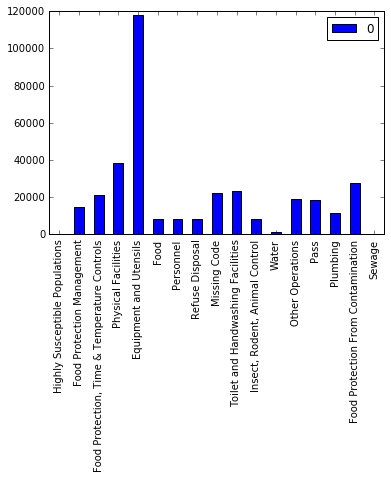 120000
100000
80000
60000
40000
20000
0
0
Highly Susceptible Populations
Food Protection Management
Food Protection, Time & Temperature Controls
Physical Facilities
Equipment and Utensils
Food
Personnel
Refuse Disposal
Missing Code
Toilet and Handwashing Facilities
Insect, Rodent, Animal Control
Water
Other Operations
Pass
Plumbing
Food Protection From Contamination
Sewage